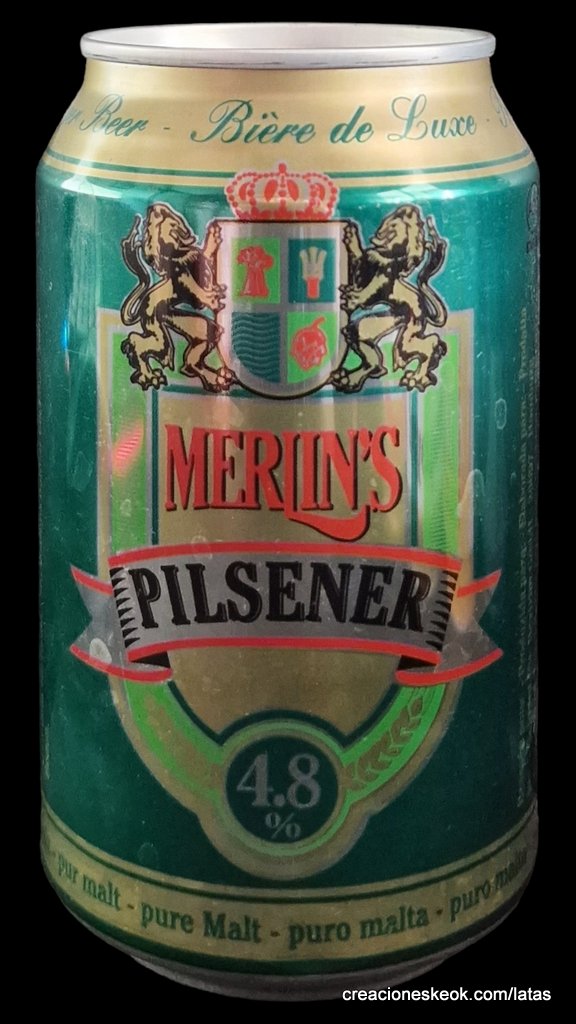 Beer - Bière de Luxe -
MERLIN'S
PILSENER
4.8
%
pur malt - pure Malt - puro malta - puro
creacioneskeok.com/latas